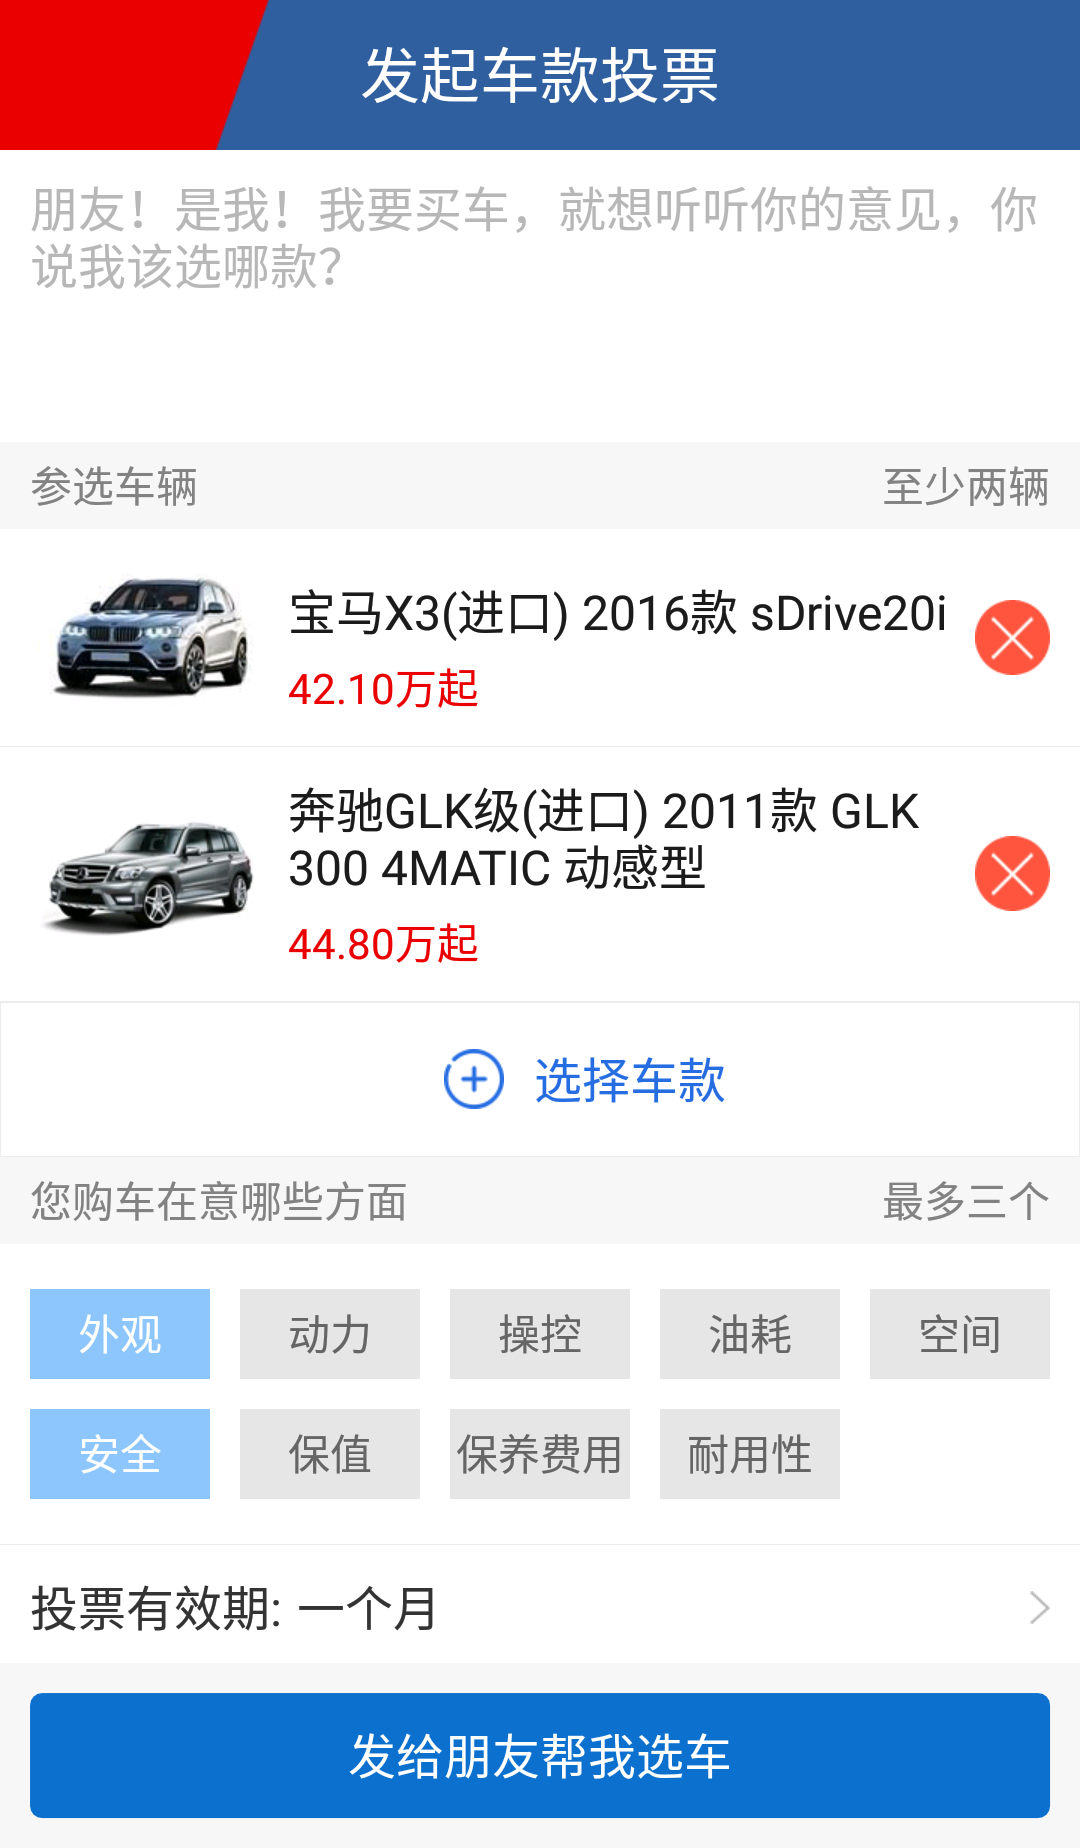 发起车款投票
朋友！是我！我要买车，就想听听你的意见，你
说我该选哪款？
参选车辆 至少两辆
宝马X3(进口) 2016款 sDrive20i
42.10万起
奔驰GLK级(进口) 2011款 GLK
300 4MATIC 动感型
44.80万起
选择车款
您购车在意哪些方面 最多三个
外观 动力 操控 油耗 空间
安全 保值 保养费用 耐用性
投票有效期: 一个月
发给朋友帮我选车